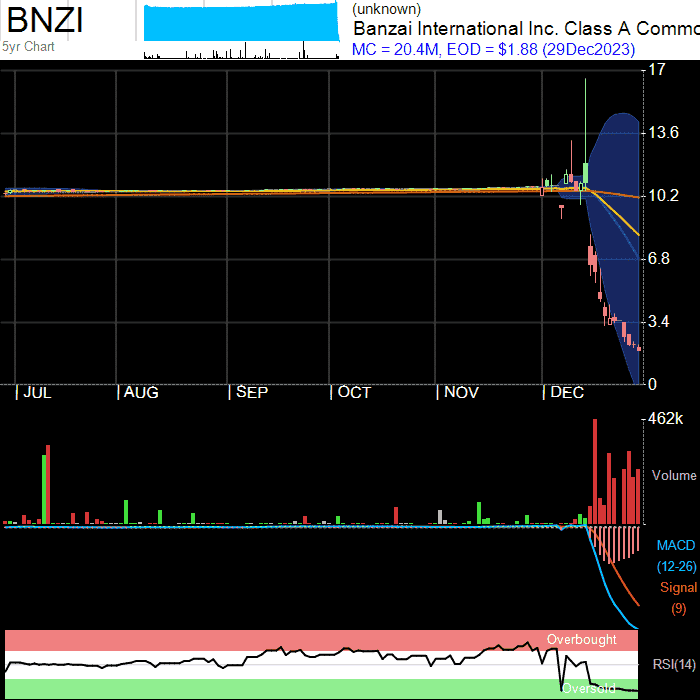 BNZI
5yr Chart
(unknown)
Banzai International Inc. Class A Commo
MC = 20.4M, EOD = $1.88 (29Dec2023)
17
13.6
10.2
6.8
3.4
0
JUL AUG SEP OCT NOV DEC
462k
Volume
MACD
(12-26)
Signal
(9)
Overbought
RSI(14)
Oversold